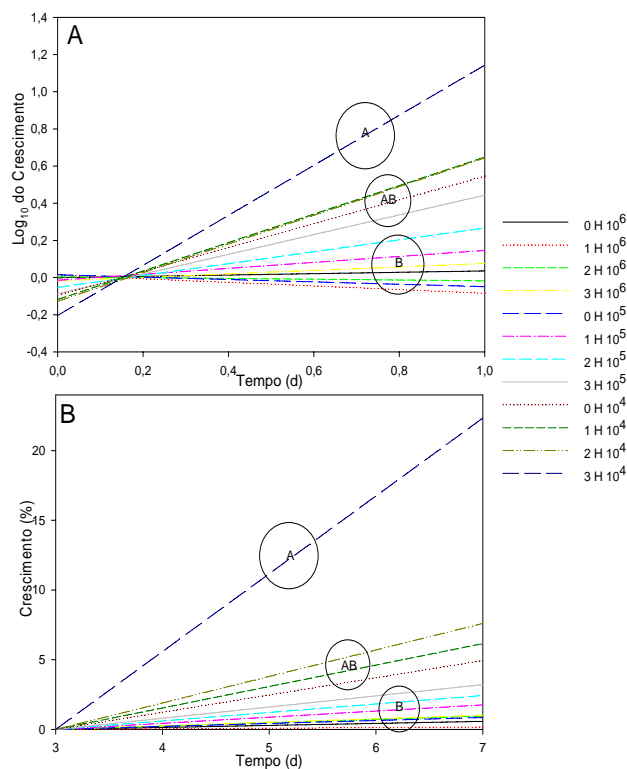 A
1,4
1,2
1,0
0,8
0,6
0,4
0,2
0,0
-0,2
-0,4
Log10 do Crescimento
A
AB
B
0,0 0,2 0,4 0,6 0,8 1,0
Tempo (d)
0 H 10^6
1 H 10^6
2 H 10^6
3 H 10^6
0 H 10^5
1 H 10^5
2 H 10^5
3 H 10^5
0 H 10^4
1 H 10^4
2 H 10^4
3 H 10^4
B
20
15
10
5
0
Crescimento (%)
A
AB
B
3 4 5 6 7
Tempo (d)